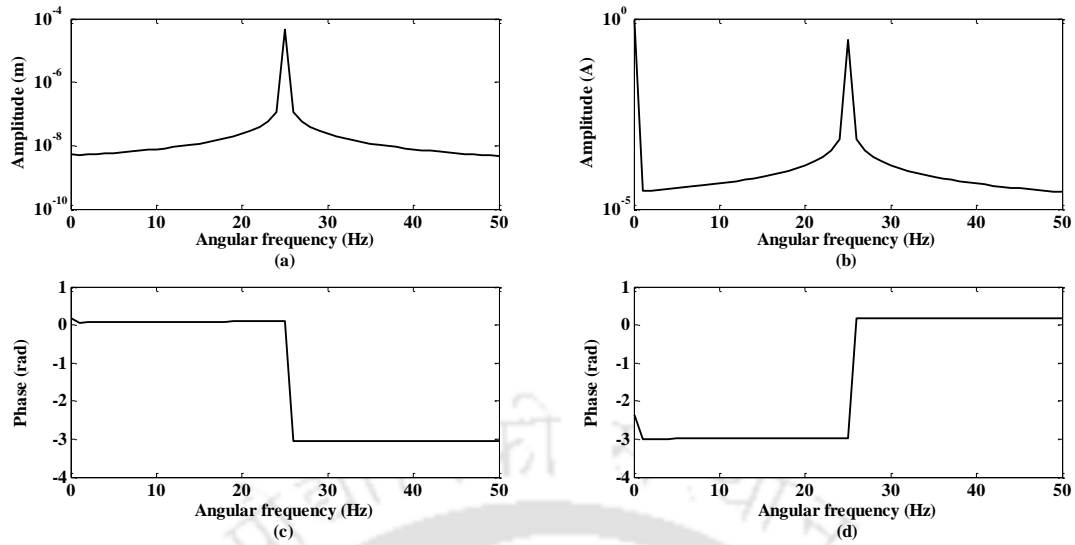 10^-4
10^-6
10^-8
10^-10
Amplitude (m)
0 10 20 30 40 50
Angular frequency (Hz)
(a)
10^0
10^-5
Amplitude (A)
0 10 20 30 40 50
Angular frequency (Hz)
(b)
1
0
-1
-2
-3
-4
Phase (rad)
0 10 20 30 40 50
Angular frequency (Hz)
(c)
1
0
-1
-2
-3
-4
Phase (rad)
0 10 20 30 40 50
Angular frequency (Hz)
(d)